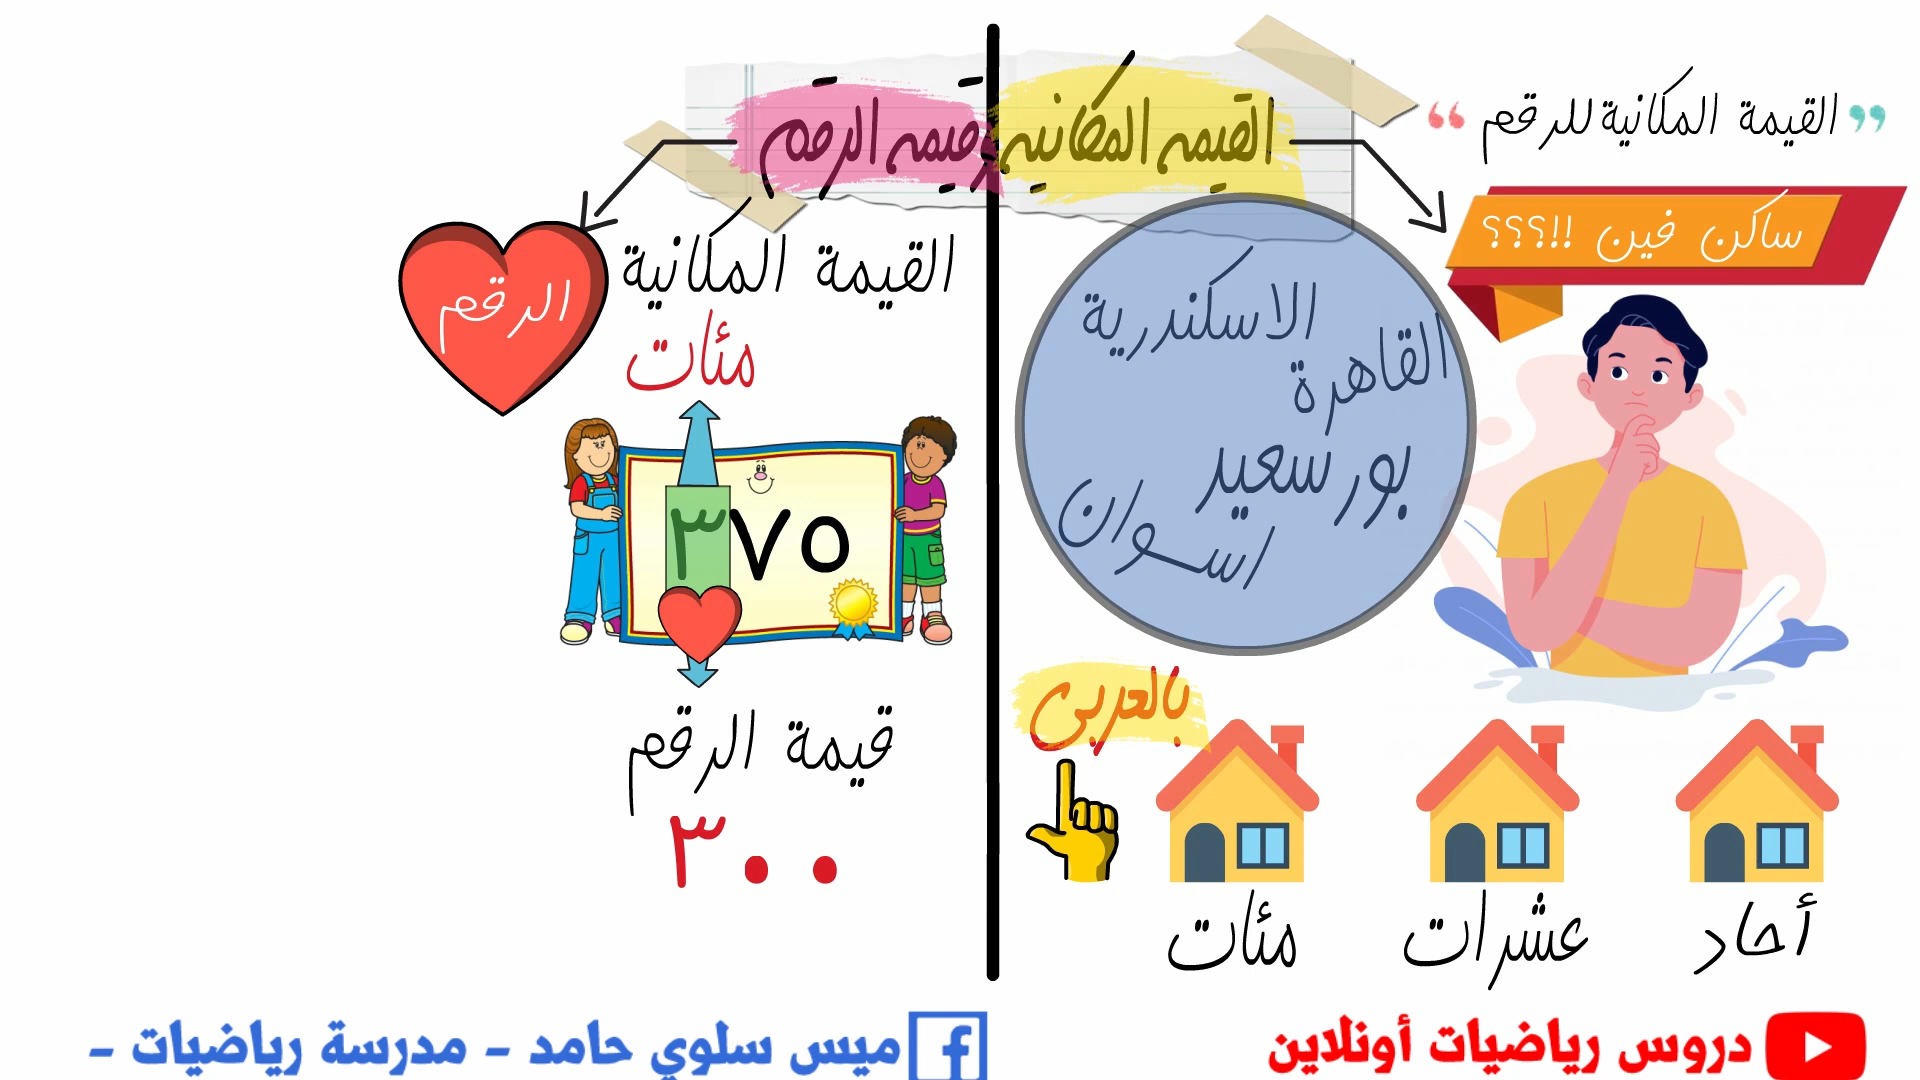 القيمة المكانية وقيمة الرقم
القيمة المكانية للرقم
ساكن فين !!؟؟؟
الاسكندرية
القاهرة
بورسعيد
اسوان
بالعربى
أحاد
عشرات
مئات
الرقم
القيمة المكانية
مئات
٣٧٥
قيمة الرقم
٣٠٠
دروس رياضيات أونلاين
ميس سلوي حامد - مدرسة رياضيات -